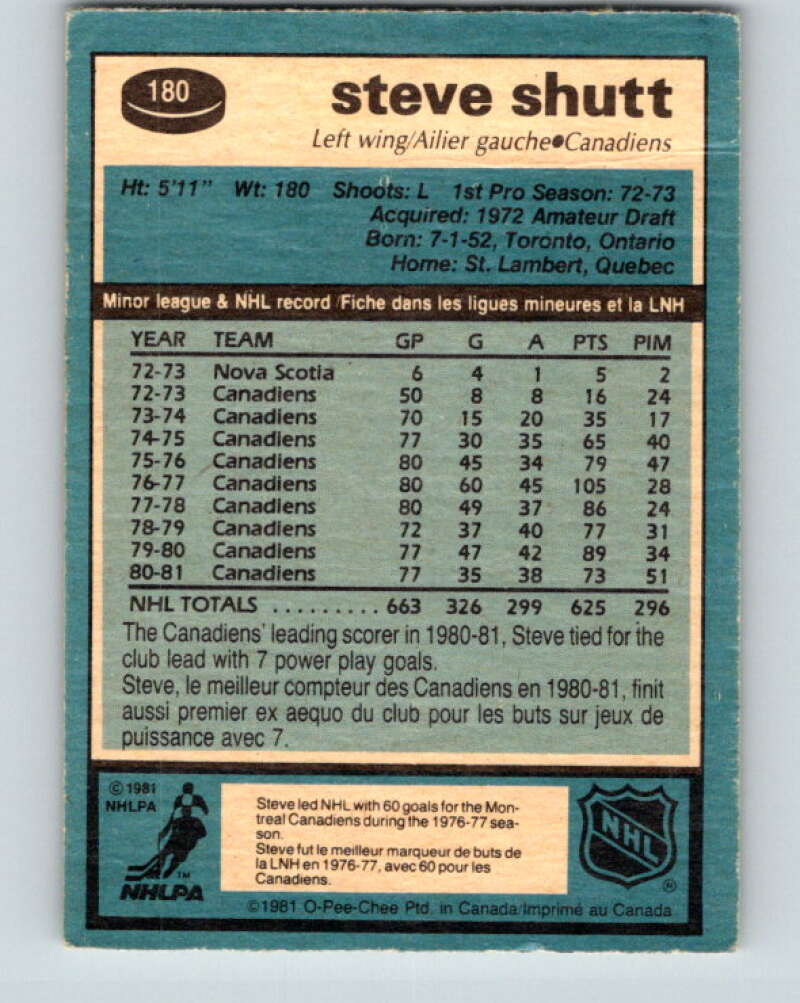 180
steve shutt
Left wing/Ailier gauche●Canadiens
Ht: 5'11" Wt: 180 Shoots: L 1st Pro Season: 72-73
Acquired: 1972 Amateur Draft
Born: 7-1-52, Toronto, Ontario
Home: St. Lambert, Quebec
Minor league & NHL record/Fiche dans les ligues mineures et la LNH
YEAR TEAM GP G A PTS PIM
72-73 Nova Scotia 6 4 1 5 2
72-73 Canadiens 50 8 8 16 24
73-74 Canadiens 70 15 20 35 17
74-75 Canadiens 77 30 35 65 40
75-76 Canadiens 80 45 34 79 47
76-77 Canadiens 80 60 45 105 28
77-78 Canadiens 80 49 37 86 24
78-79 Canadiens 72 37 40 77 31
79-80 Canadiens 77 47 42 89 34
80-81 Canadiens 77 35 38 73 51
NHL TOTALS .......... 663 326 299 625 296
The Canadiens' leading scorer in 1980-81, Steve tied for the
club lead with 7 power play goals.
Steve, le meilleur compteur des Canadiens en 1980-81, finit
aussi premier ex aequo du club pour les buts sur jeux de
puissance avec 7.
© 1981
NHLPA
TM
NHLPA
Steve led NHL with 60 goals for the Mon-
treal Canadiens during the 1976-77 sea-
son.
Steve fut le meilleur marqueur de buts de
la LNH en 1976-77, avec 60 pour les
Canadiens.
NHL
®
©1981 O-Pee-Chee Ptd. in Canada/Imprimé au Canada